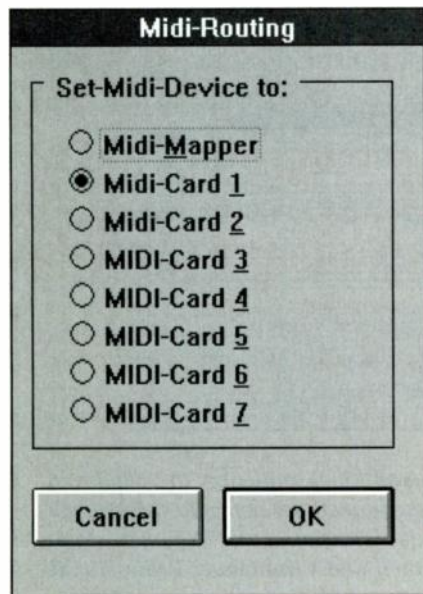 Midi-Routing
Set-Midi-Device to:
Midi-Mapper
Midi-Card 1
Midi-Card 2
MIDI-Card 3
MIDI-Card 4
MIDI-Card 5
MIDI-Card 6
MIDI-Card 7
Cancel
OK